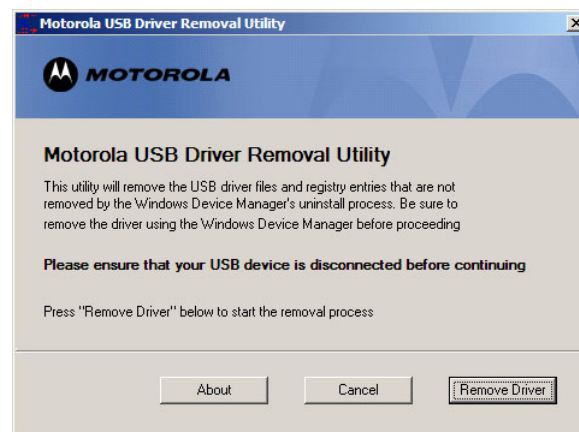 Motorola USB Driver Removal Utility
MOTOROLA
Motorola USB Driver Removal Utility
This utility will remove the USB driver files and registry entries that are not
removed by the Windows Device Manager's uninstall process. Be sure to
remove the driver using the Windows Device Manager before proceeding
Please ensure that your USB device is disconnected before continuing
Press "Remove Driver" below to start the removal process
About
Cancel
Remove Driver